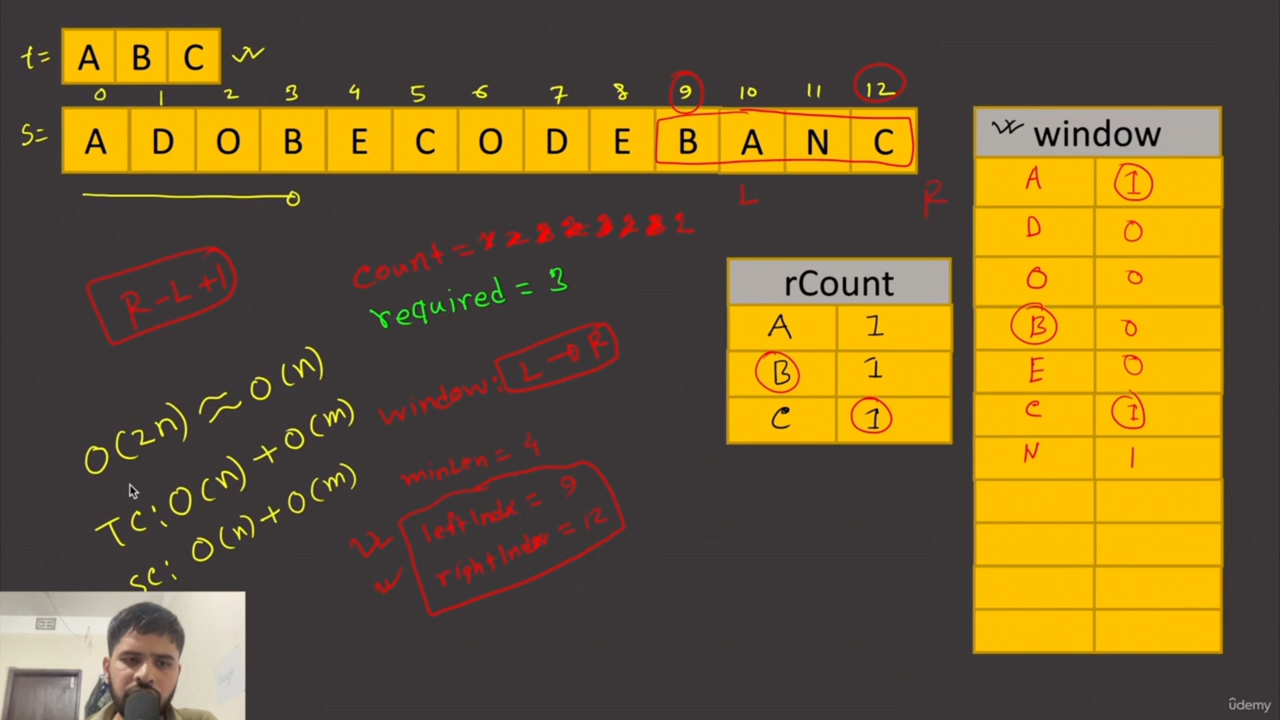 t= A B C
0 1 2 3 4 5 6 7 8 9 10 11 12
S= A D O B E C O D E B A N C
L R
R-L+1
count =
required = 3
window: L → R
O(2n) ≈ O(n)
TC: O(n) + O(m)
SC: O(n) + O(m)
minLen = 4
leftIndx = 9
rightIndex = 12
rCount
A 1
B 1
C 1
window
A 1
D 0
O 0
B 0
E 0
C 1
N 1
ûdemy